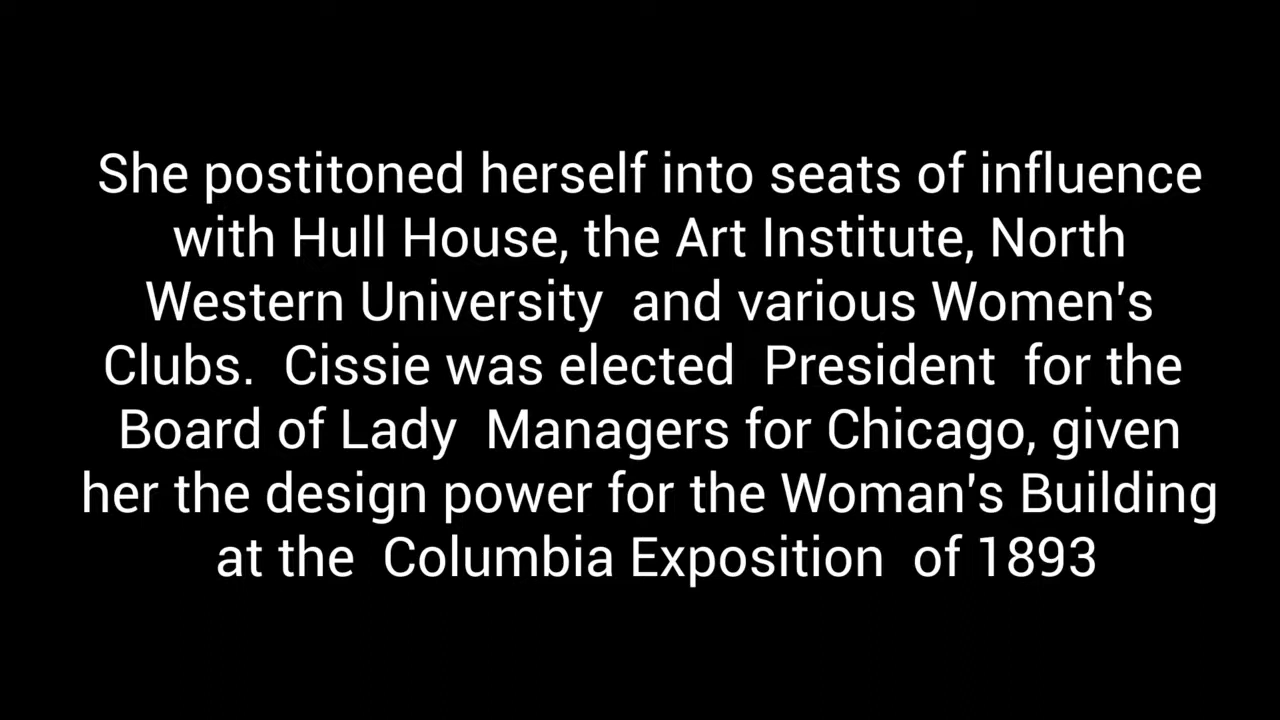 She postitoned herself into seats of influence
with Hull House, the Art Institute, North
Western University  and various Women's
Clubs.  Cissie was elected  President  for the
Board of Lady  Managers for Chicago, given
her the design power for the Woman's Building
at the  Columbia Exposition  of 1893